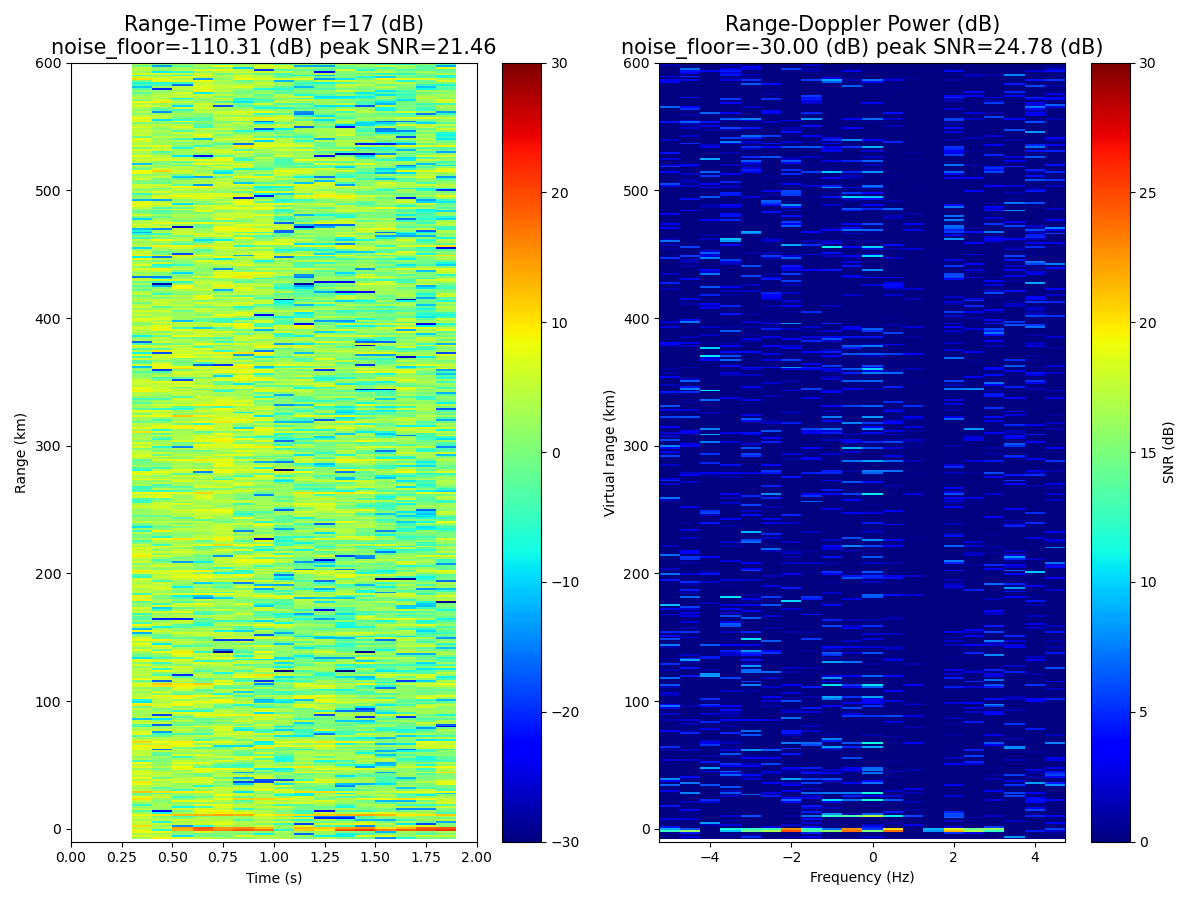 Range-Time Power f=17 (dB)
noise_floor=-110.31 (dB) peak SNR=21.46
Range (km)
600
500
400
300
200
100
0
0.00 0.25 0.50 0.75 1.00 1.25 1.50 1.75 2.00
Time (s)
30
20
10
0
−10
−20
−30
Range-Doppler Power (dB)
noise_floor=-30.00 (dB) peak SNR=24.78 (dB)
Virtual range (km)
600
500
400
300
200
100
0
−4 −2 0 2 4
Frequency (Hz)
30
25
20
15
10
5
0
SNR (dB)